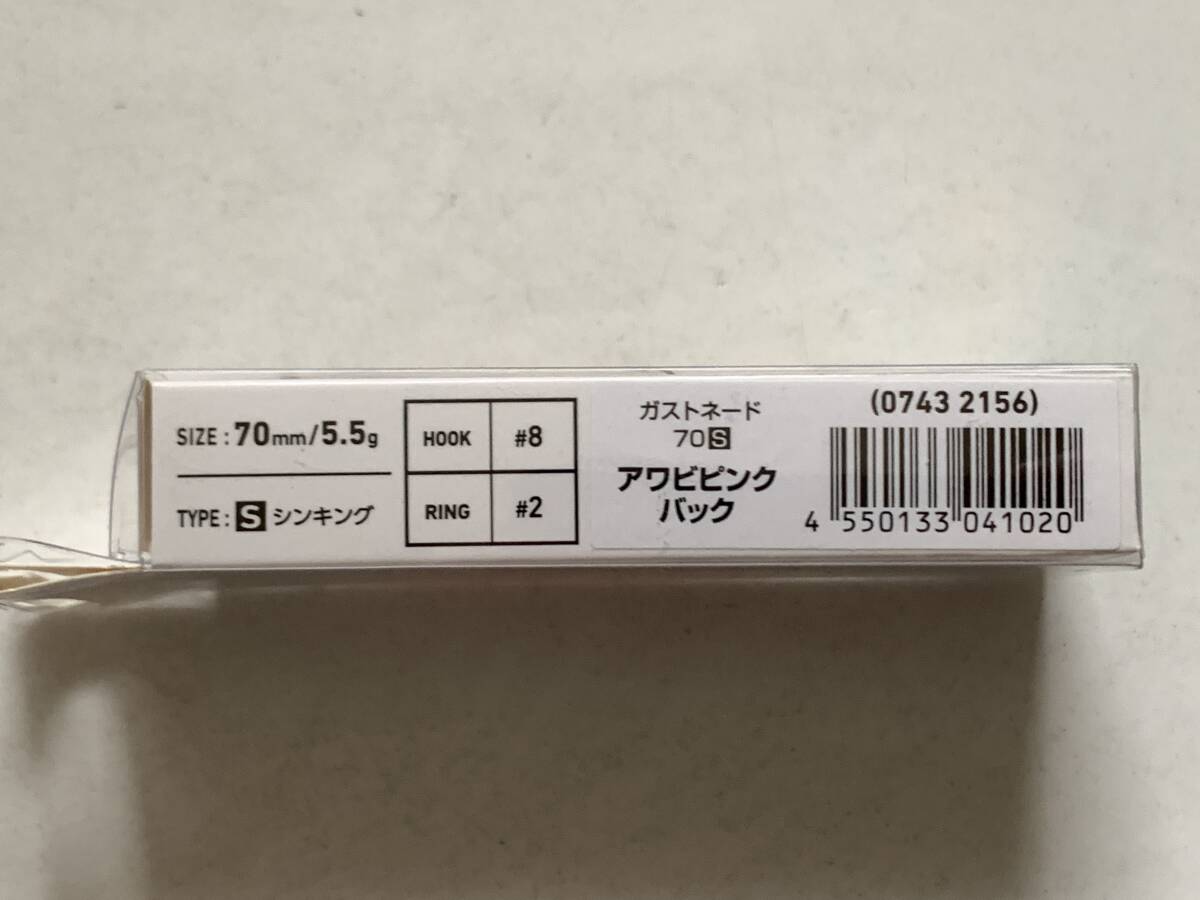 SIZE : 70mm/5.5g
TYPE : S シンキング
HOOK #8
RING #2
ガストネード
70S
アワビピンク
バック
(0743 2156)
4 550133 041020